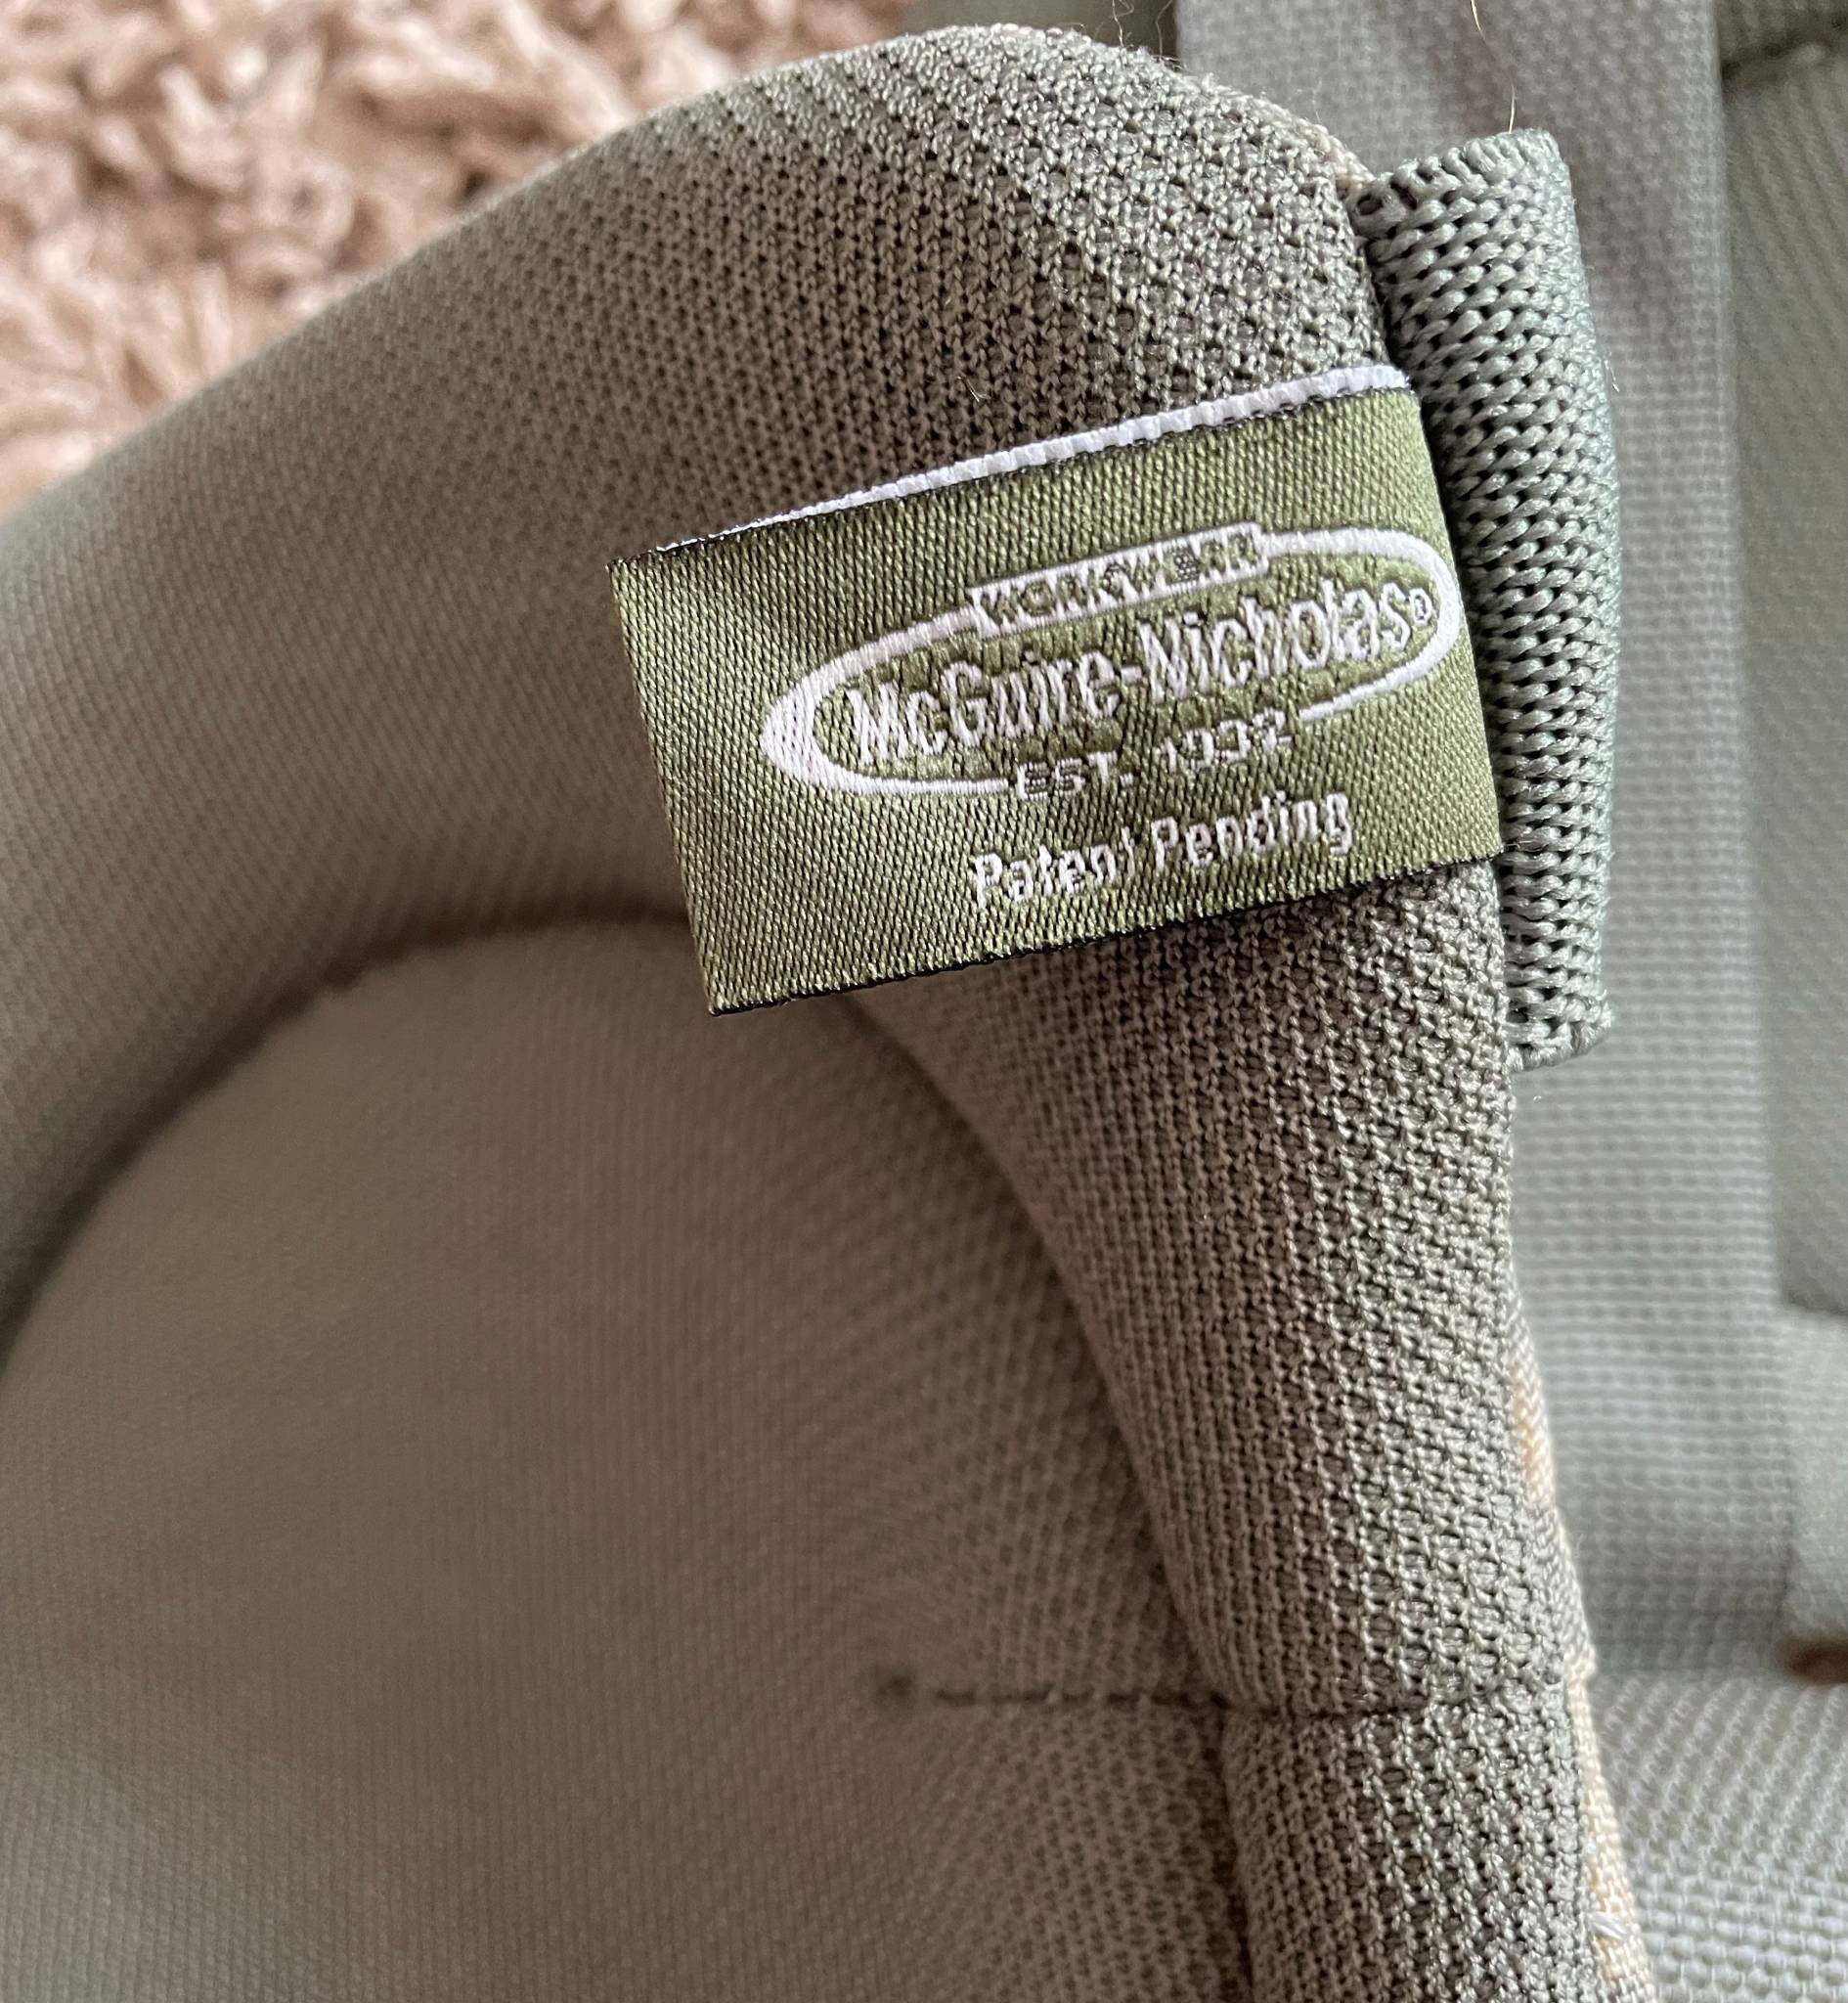 WORKWEAR
McGuire-Nicholas®
EST. 1932
Patent Pending